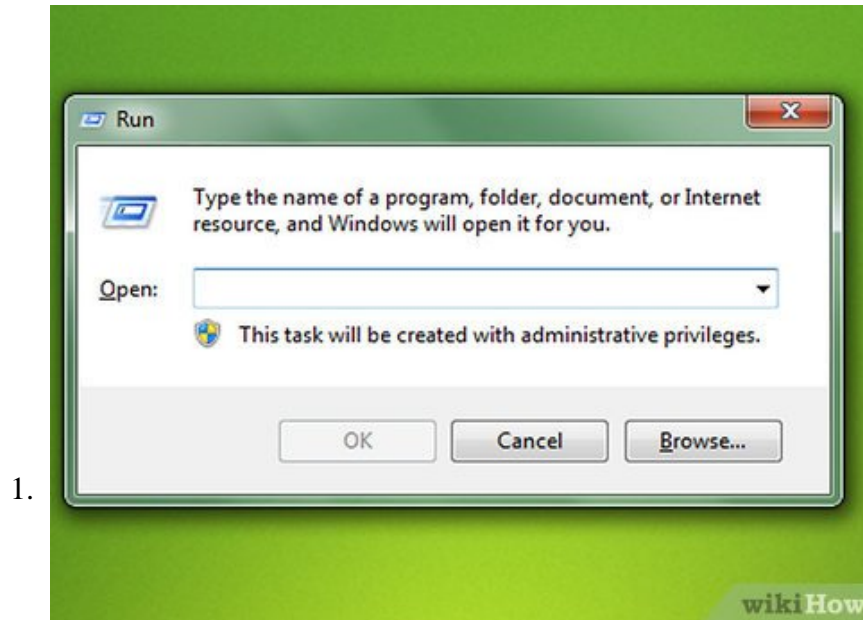 Run
Type the name of a program, folder, document, or Internet
resource, and Windows will open it for you.
Open:
This task will be created with administrative privileges.
OK Cancel Browse...
1.
wikiHow